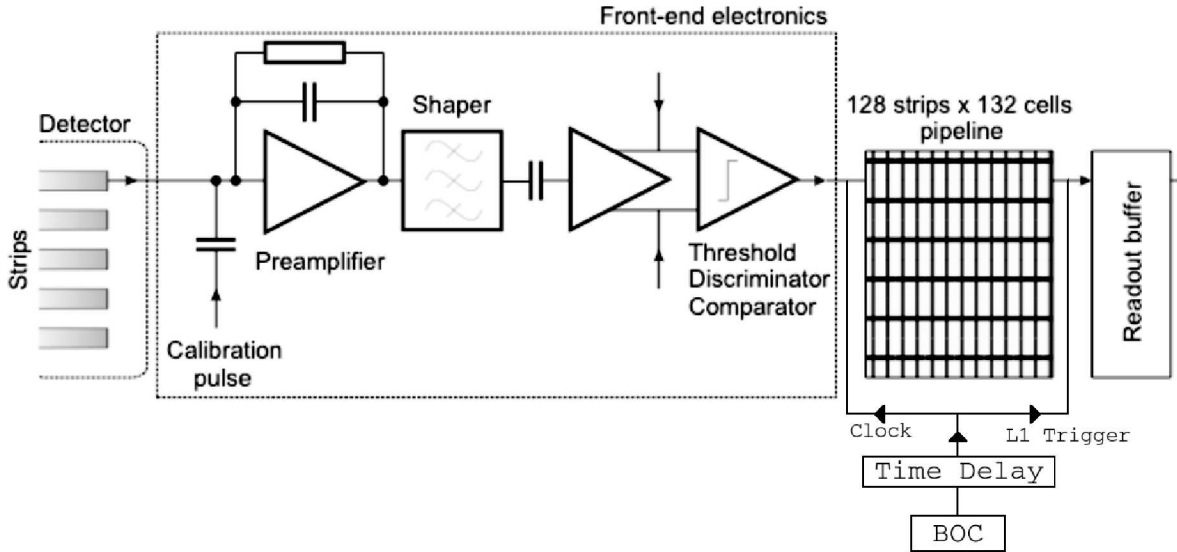 Front-end electronics
Detector
Strips
Shaper
Preamplifier
Calibration
pulse
Threshold
Discriminator
Comparator
128 strips x 132 cells
pipeline
Readout buffer
Clock
L1 Trigger
Time Delay
BOC